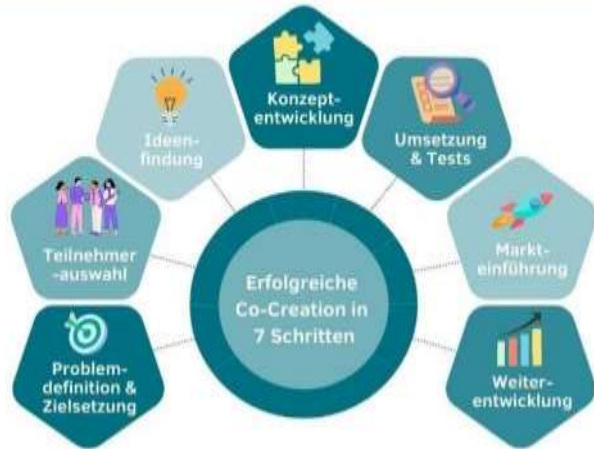 Erfolgreiche
Co-Creation in
7 Schritten
Problem-
definition &
Zielsetzung
Teilnehmer
-auswahl
Ideen-
findung
Konzept-
entwicklung
Umsetzung
& Tests
Markt-
einführung
Weiter-
entwicklung